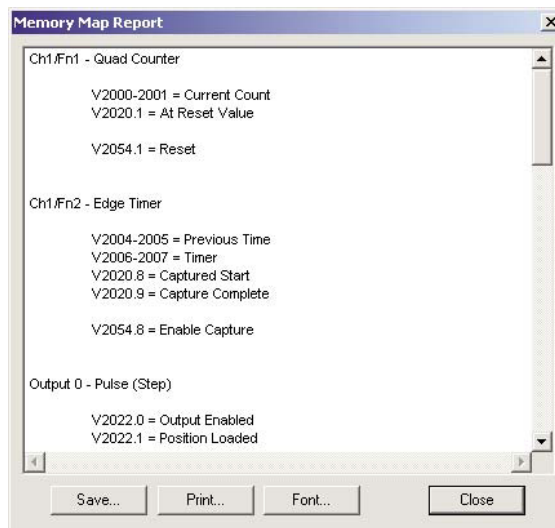 Memory Map Report
Ch1/Fn1 - Quad Counter
V2000-2001 = Current Count
V2020.1 = At Reset Value
V2054.1 = Reset
Ch1/Fn2 - Edge Timer
V2004-2005 = Previous Time
V2006-2007 = Timer
V2020.8 = Captured Start
V2020.9 = Capture Complete
V2054.8 = Enable Capture
Output 0 - Pulse (Step)
V2022.0 = Output Enabled
V2022.1 = Position Loaded
Save... Print... Font... Close